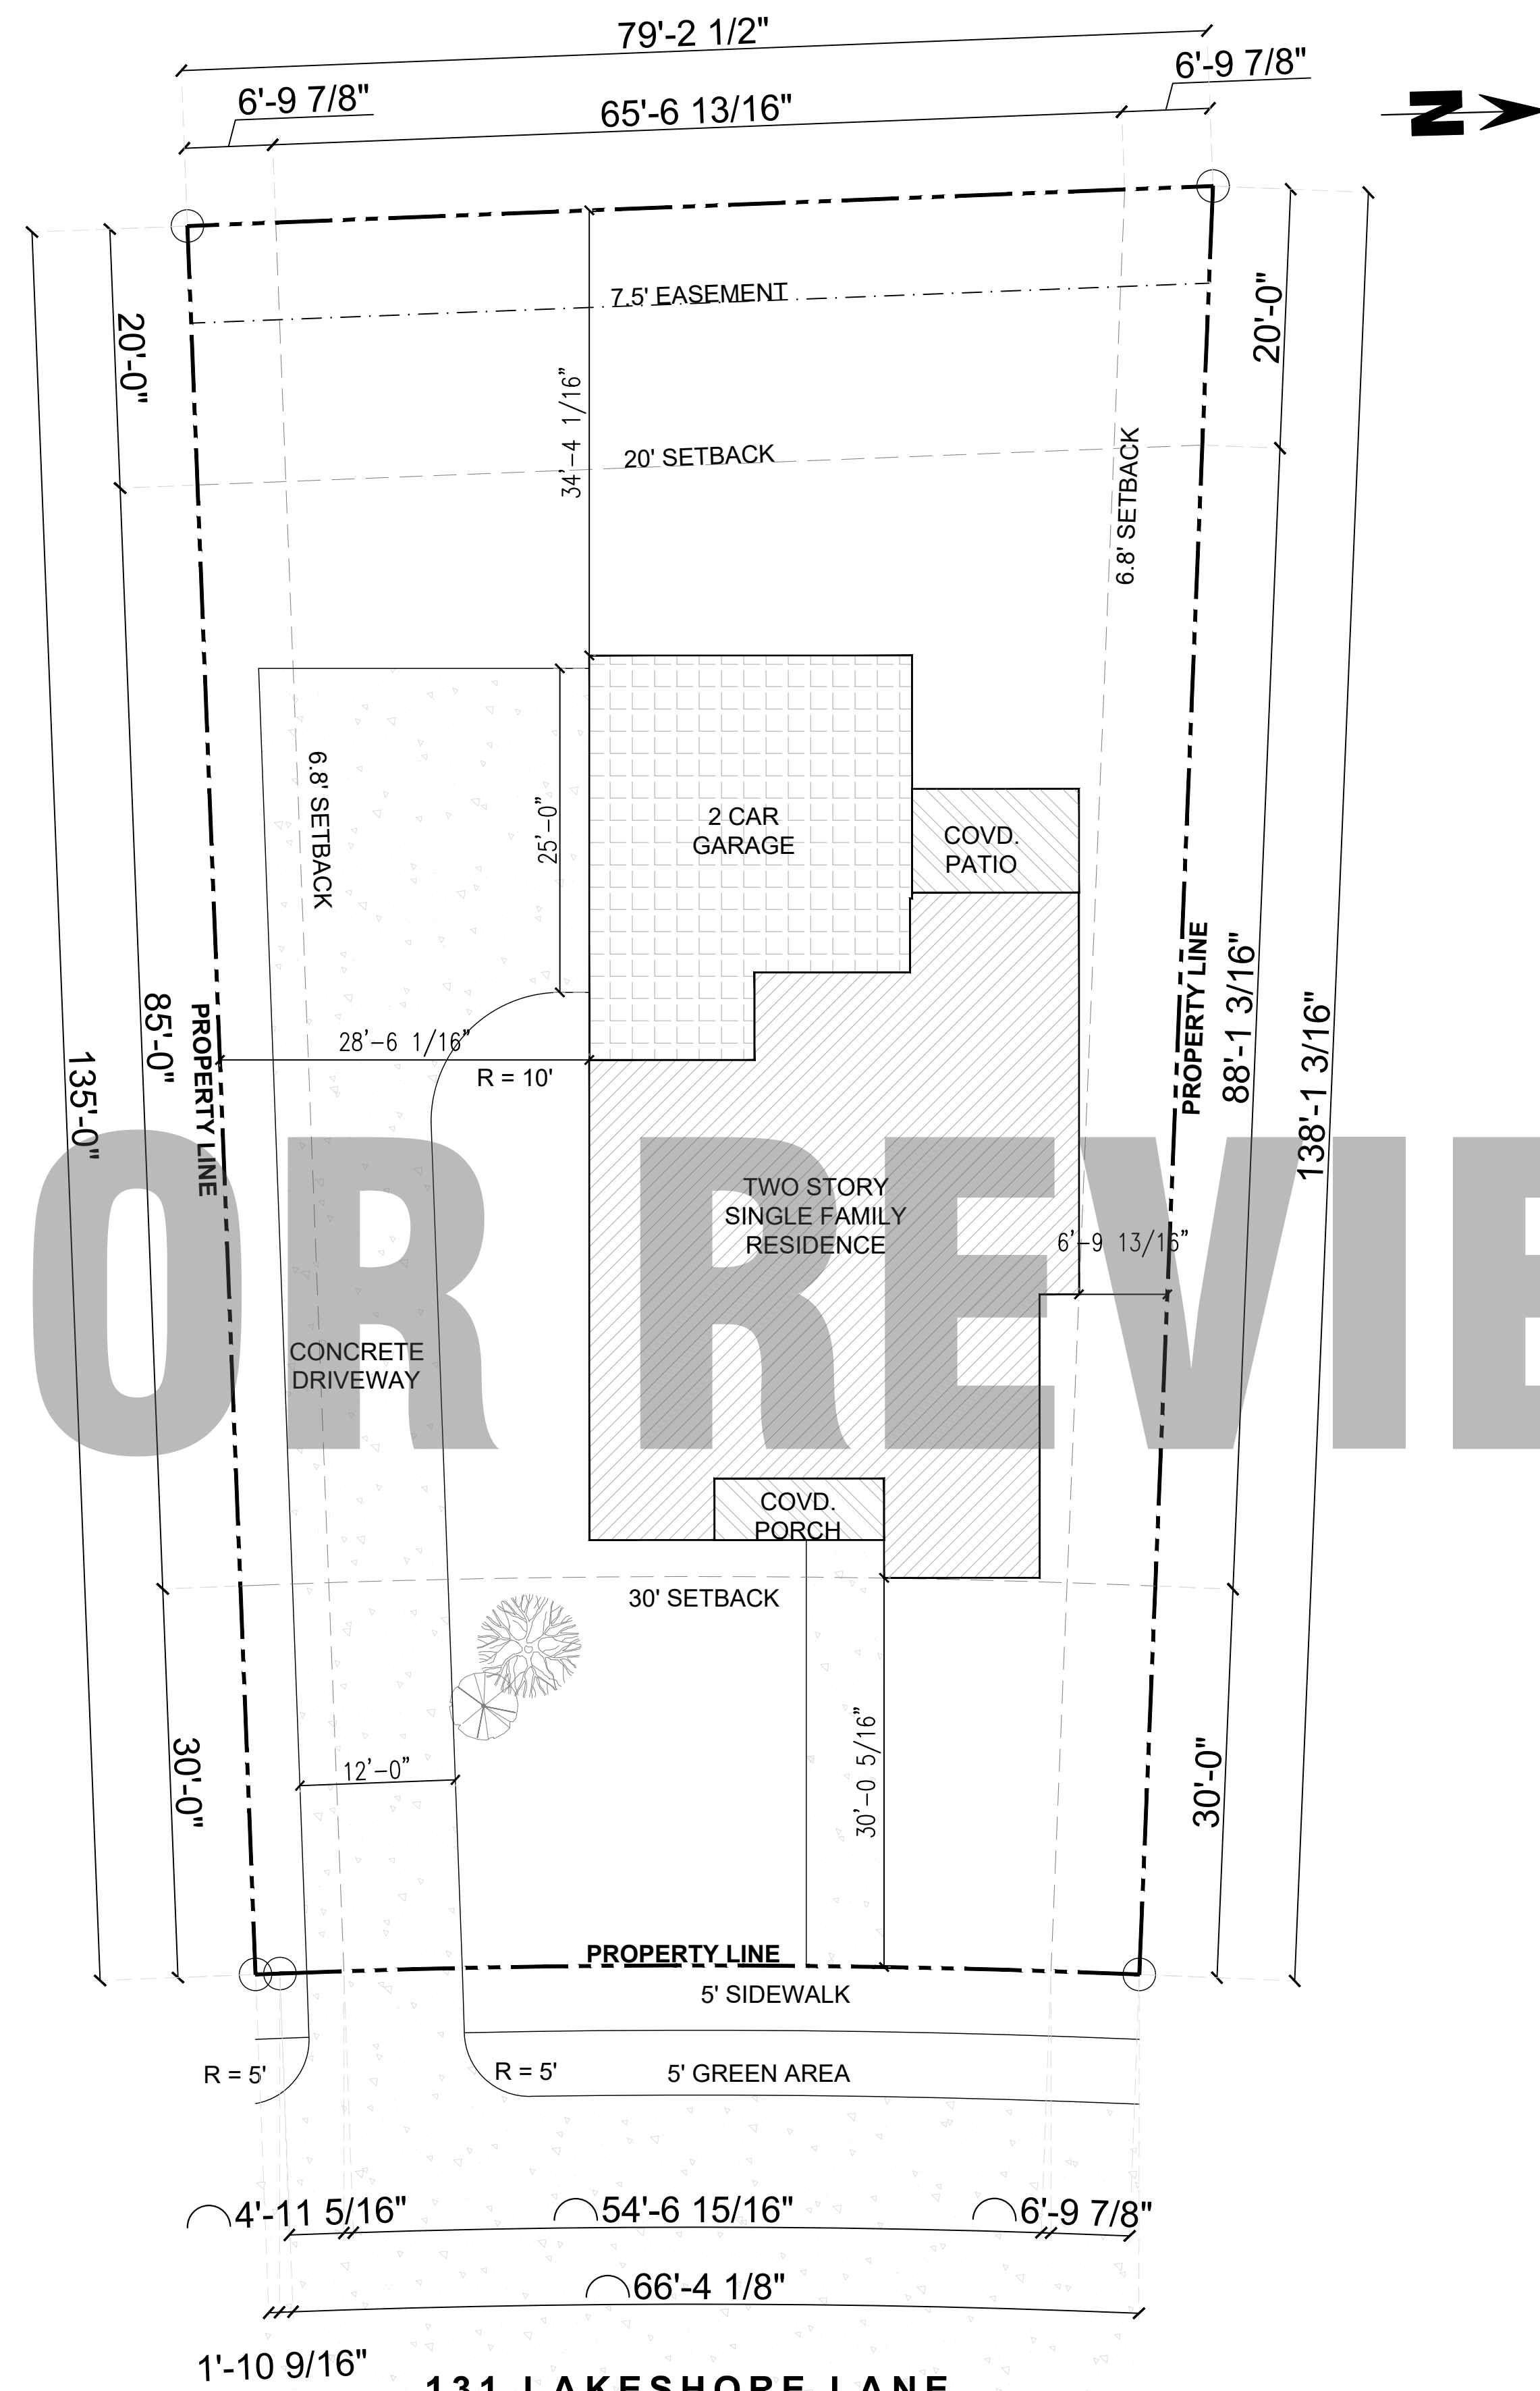 79'-2 1/2"
6'-9 7/8"
65'-6 13/16"
6'-9 7/8"
N
7.5' EASEMENT
20'-0"
20'-0"
34'-4 1/16"
20' SETBACK
6.8' SETBACK
6.8' SETBACK
25'-0"
2 CAR
GARAGE
COVD.
PATIO
135'-0"
85'-0"
PROPERTY LINE
28'-6 1/16"
R = 10'
PROPERTY LINE
88'-1 3/16"
138'-1 3/16"
OR REVIE
TWO STORY
SINGLE FAMILY
RESIDENCE
6'-9 13/16"
CONCRETE
DRIVEWAY
COVD.
PORCH
30' SETBACK
30'-0"
12'-0"
30'-0 5/16"
30'-0"
PROPERTY LINE
5' SIDEWALK
R = 5'
R = 5'
5' GREEN AREA
4'-11 5/16"
54'-6 15/16"
6'-9 7/8"
66'-4 1/8"
1'-10 9/16"
131 LAKESHORE LANE